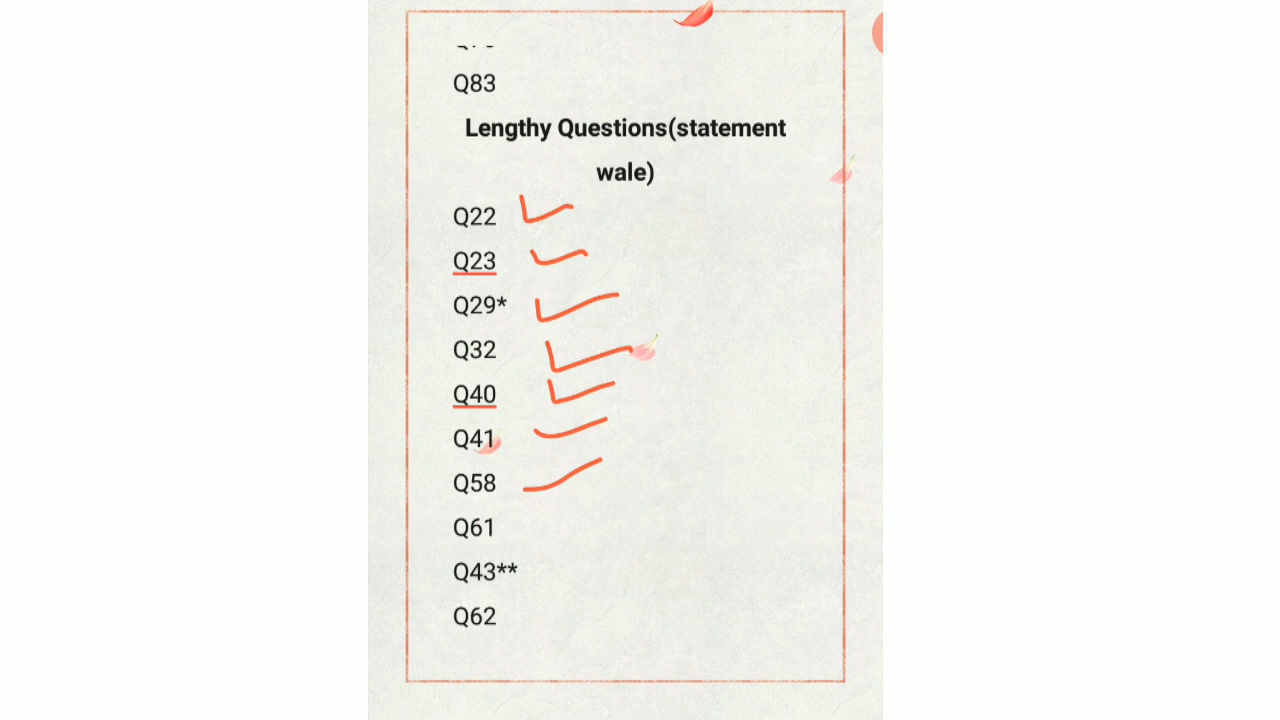 Q83
Lengthy Questions(statement
wale)
Q22
Q23
Q29*
Q32
Q40
Q41
Q58
Q61
Q43**
Q62